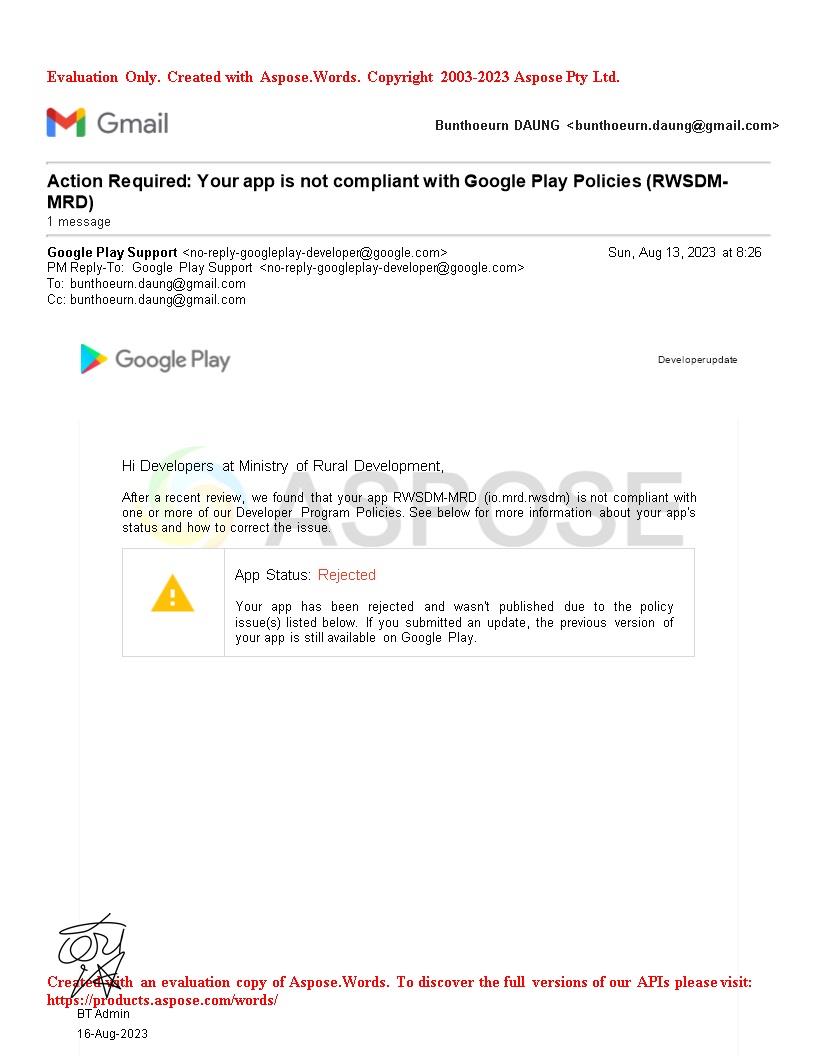 Evaluation Only. Created with Aspose.Words. Copyright 2003-2023 Aspose Pty Ltd.
Gmail
Bunthoeurn DAUNG <bunthoeurn.daung@gmail.com>
Action Required: Your app is not compliant with Google Play Policies (RWSDM-
MRD)
1 message
Google Play Support <no-reply-googleplay-developer@google.com> Sun, Aug 13, 2023 at 8:26
PM Reply-To: Google Play Support <no-reply-googleplay-developer@google.com>
To: bunthoeurn.daung@gmail.com
Cc: bunthoeurn.daung@gmail.com
Google Play
Developerupdate
Hi Developers at Ministry of Rural Development,
ASPOSE
After a recent review, we found that your app RWSDM-MRD (io.mrd.rwsdm) is not compliant with
one or more of our Developer Program Policies. See below for more information about your app's
status and how to correct the issue.
App Status: Rejected
Your app has been rejected and wasn't published due to the policy
issue(s) listed below. If you submitted an update, the previous version of
your app is still available on Google Play.
Created with an evaluation copy of Aspose.Words. To discover the full versions of our APIs please visit:
https://products.aspose.com/words/
BT Admin
16-Aug-2023